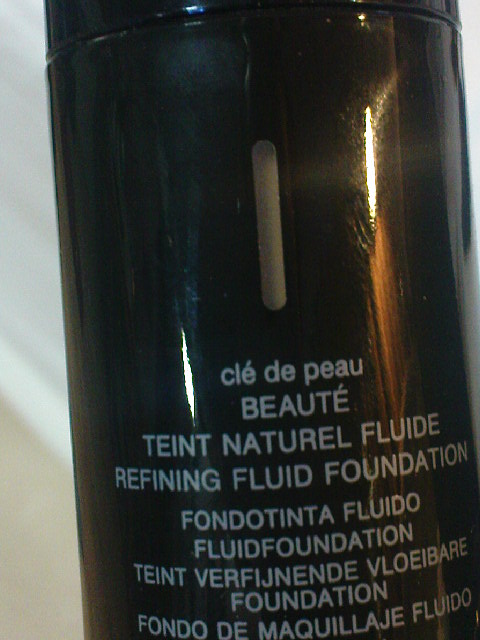 clé de peau
BEAUTÉ
TEINT NATUREL FLUIDE
REFINING FLUID FOUNDATION
FONDOTINTA FLUIDO
FLUIDFOUNDATION
TEINT VERFIJNENDE VLOEIBARE
FOUNDATION
FONDO DE MAQUILLAJE FLUIDO